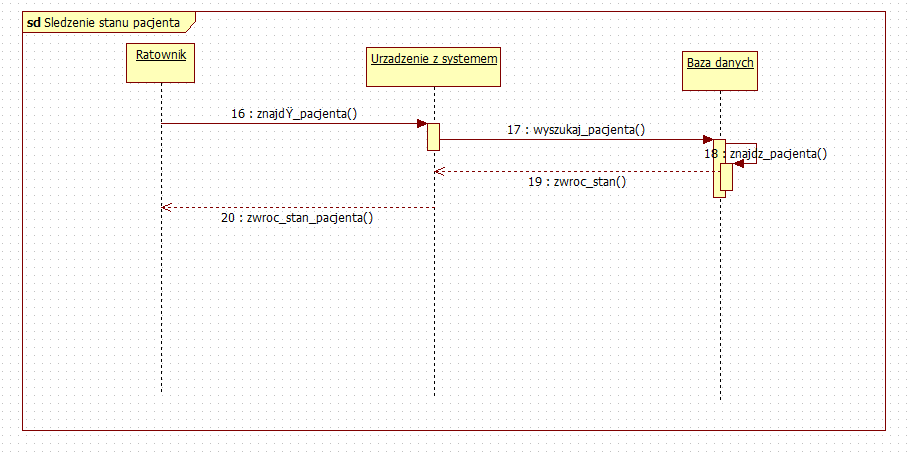 sd Sledzenie stanu pacjenta
Ratownik
Urzadzenie z systemem
Baza danych
16 : znajdŸ_pacjenta()
17 : wyszukaj_pacjenta()
18 : znajdz_pacjenta()
19 : zwroc_stan()
20 : zwroc_stan_pacjenta()